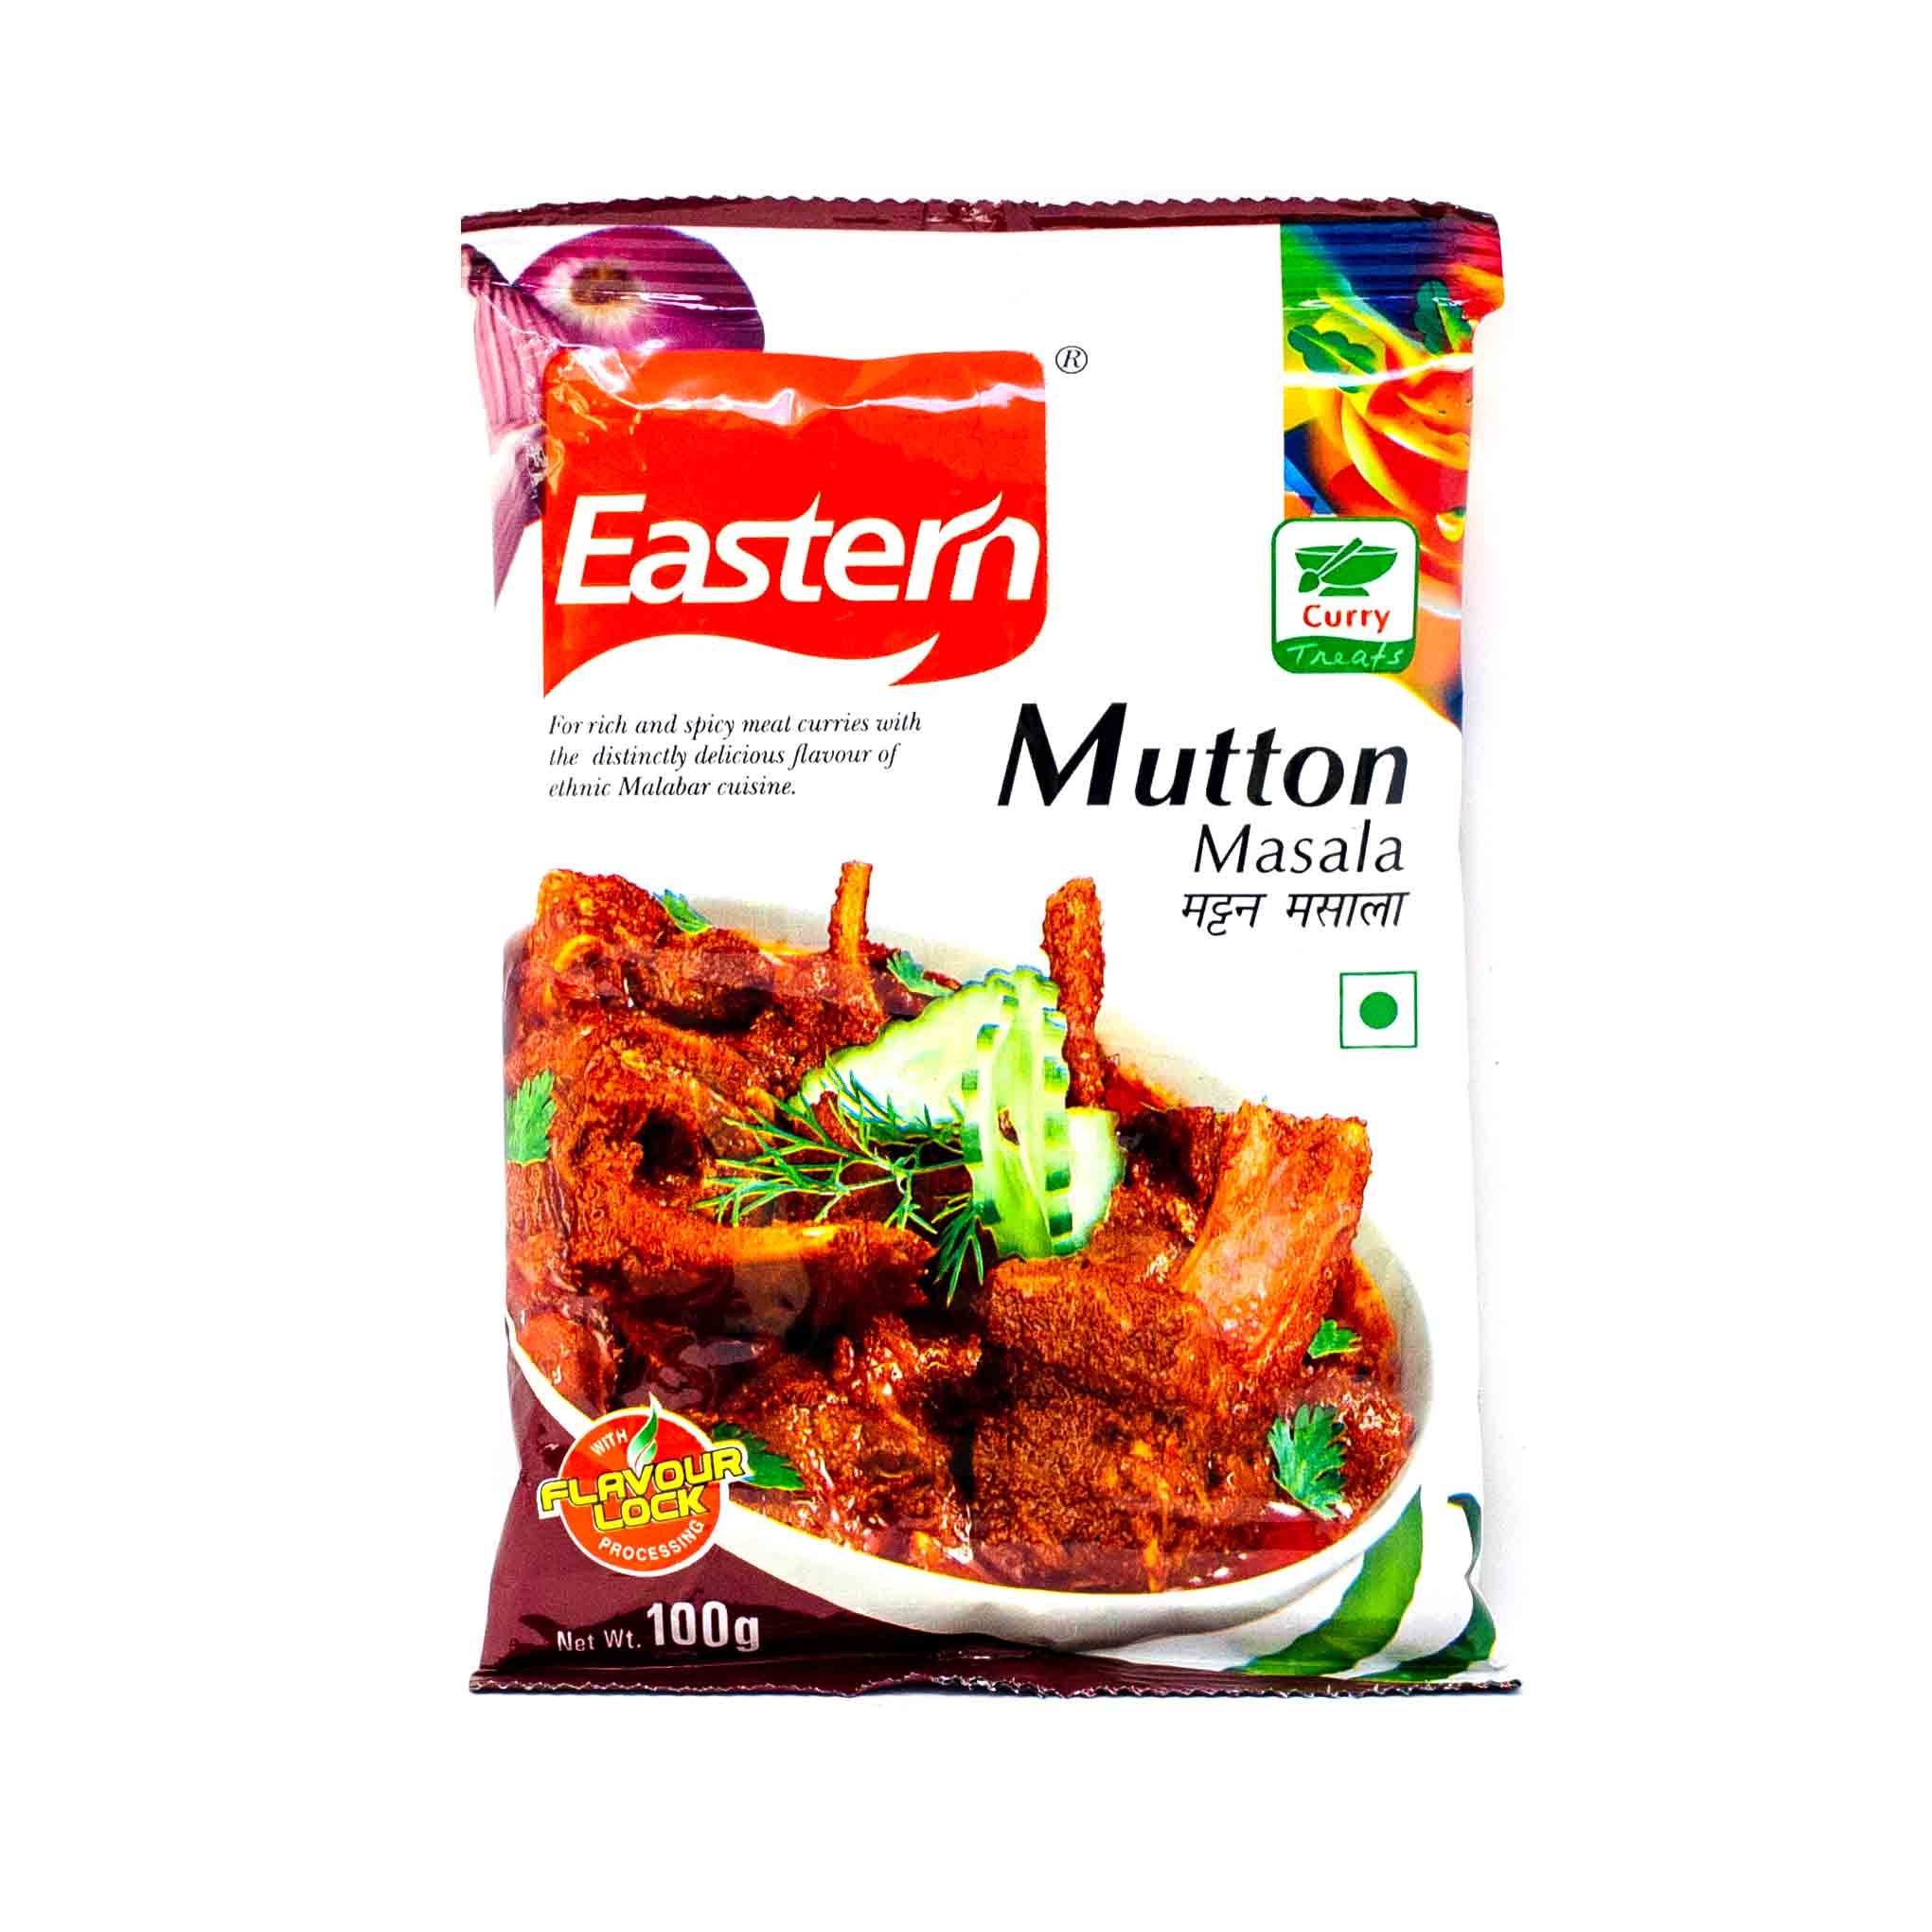 Eastern ®
Curry
Treats
For rich and spicy meat curries with
the distinctly delicious flavour of
ethnic Malabar cuisine.
Mutton
Masala
मट्टन मसाला
WITH
FLAVOUR
LOCK
PROCESSING
Net Wt. 100g